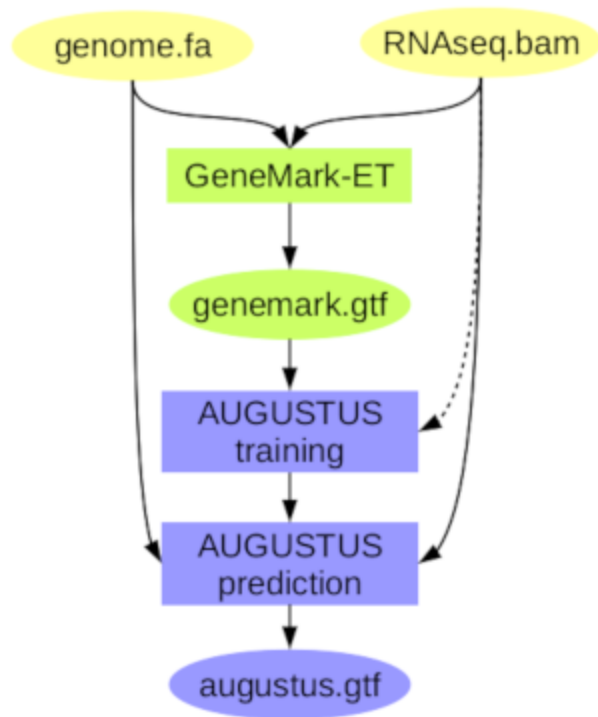 genome.fa
RNAseq.bam
GeneMark-ET
genemark.gtf
AUGUSTUS
training
AUGUSTUS
prediction
augustus.gtf